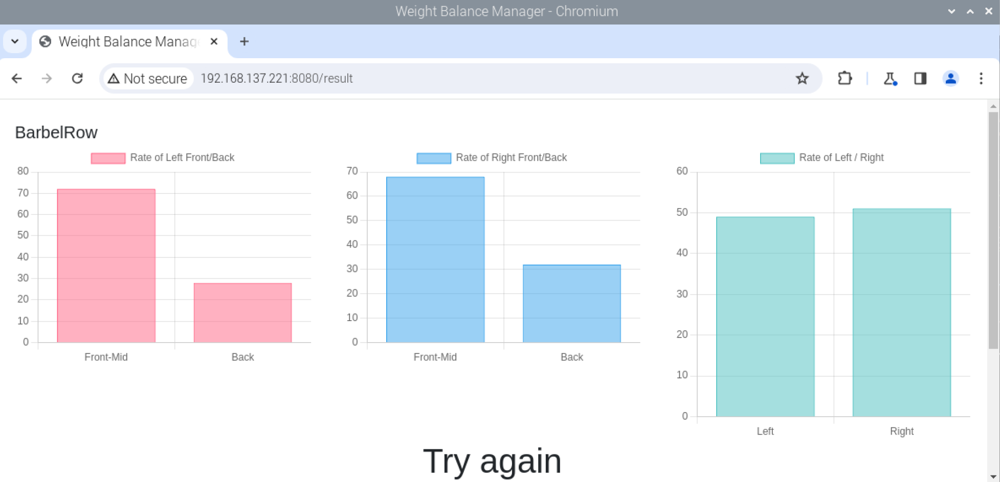 Weight Balance Manager - Chromium
Weight Balance Manag
Not secure 192.168.137.221:8080/result
BarbelRow
Rate of Left Front/Back
80
70
60
50
40
30
20
10
0
Front-Mid Back
Rate of Right Front/Back
70
60
50
40
30
20
10
0
Front-Mid Back
Rate of Left / Right
60
50
40
30
20
10
0
Left Right
Try again